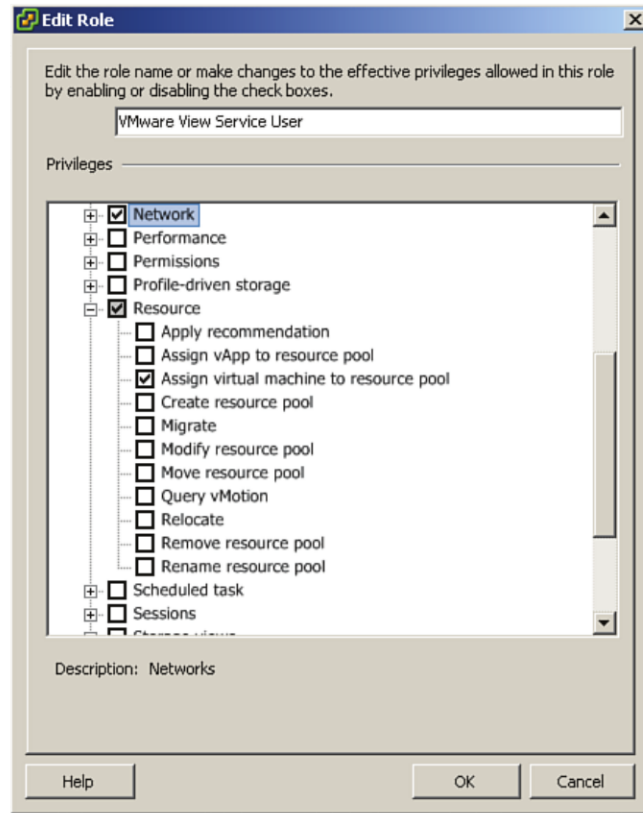 Edit Role
Edit the role name or make changes to the effective privileges allowed in this role
by enabling or disabling the check boxes.
VMware View Service User
Privileges
Network
Performance
Permissions
Profile-driven storage
Resource
Apply recommendation
Assign vApp to resource pool
Assign virtual machine to resource pool
Create resource pool
Migrate
Modify resource pool
Move resource pool
Query vMotion
Relocate
Remove resource pool
Rename resource pool
Scheduled task
Sessions
Storage views
Description: Networks
Help
OK
Cancel